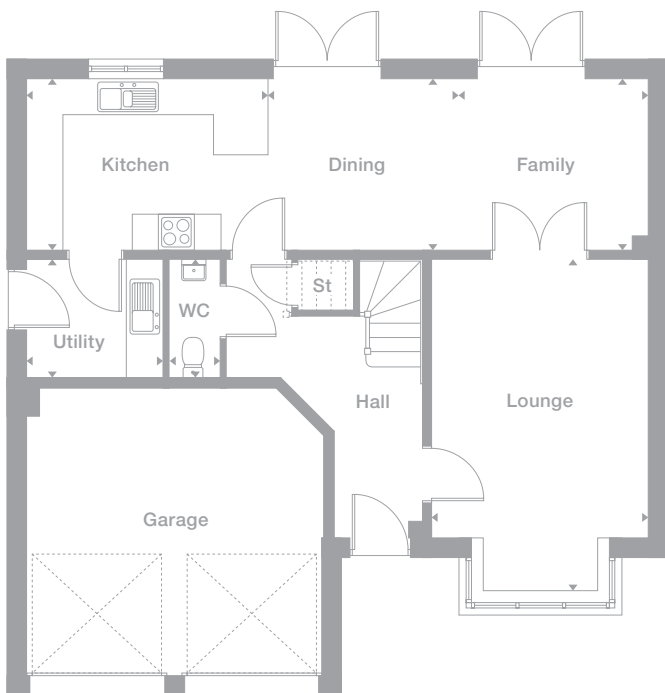 Kitchen
Dining
Family
St
WC
Utility
Hall
Lounge
Garage